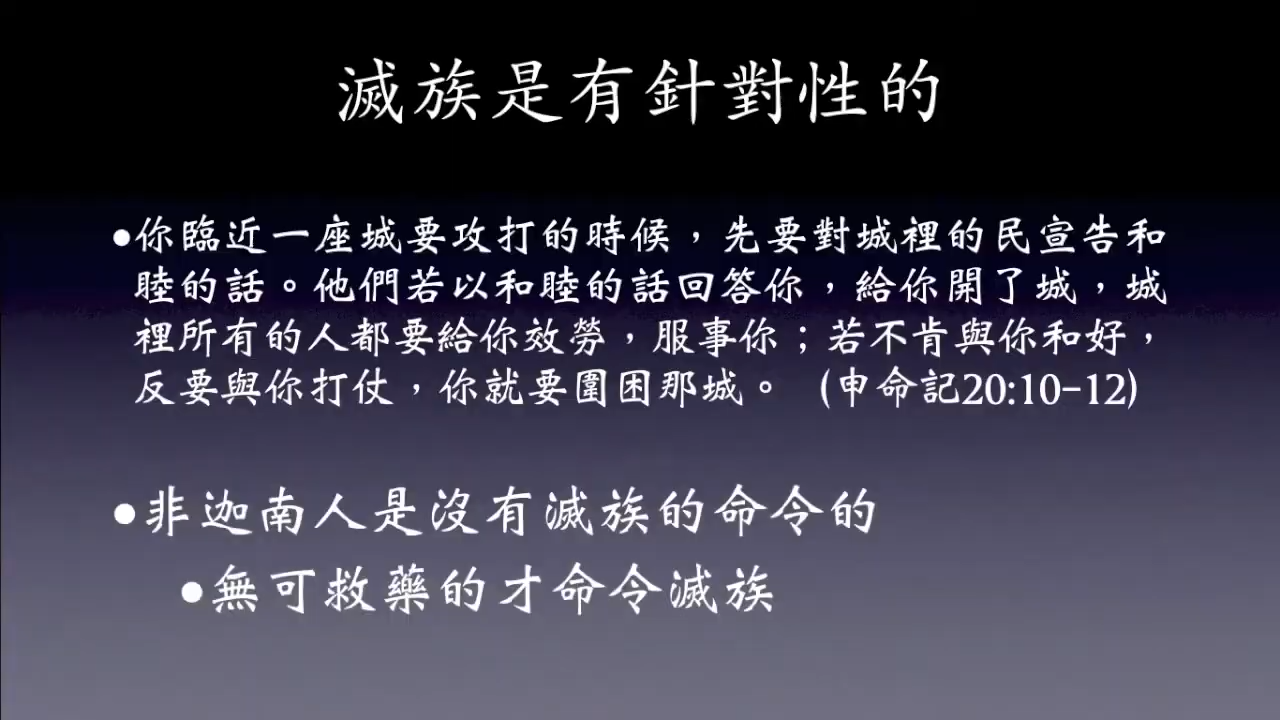 滅族是有針對性的
•你臨近一座城要攻打的時候，先要對城裡的民宣告和
睦的話。他們若以和睦的話回答你，給你開了城，城
裡所有的人都要給你效勞，服事你；若不肯與你和好，
反要與你打仗，你就要圍困那城。 (申命記20:10-12)
•非迦南人是沒有滅族的命令的
•無可救藥的才命令滅族